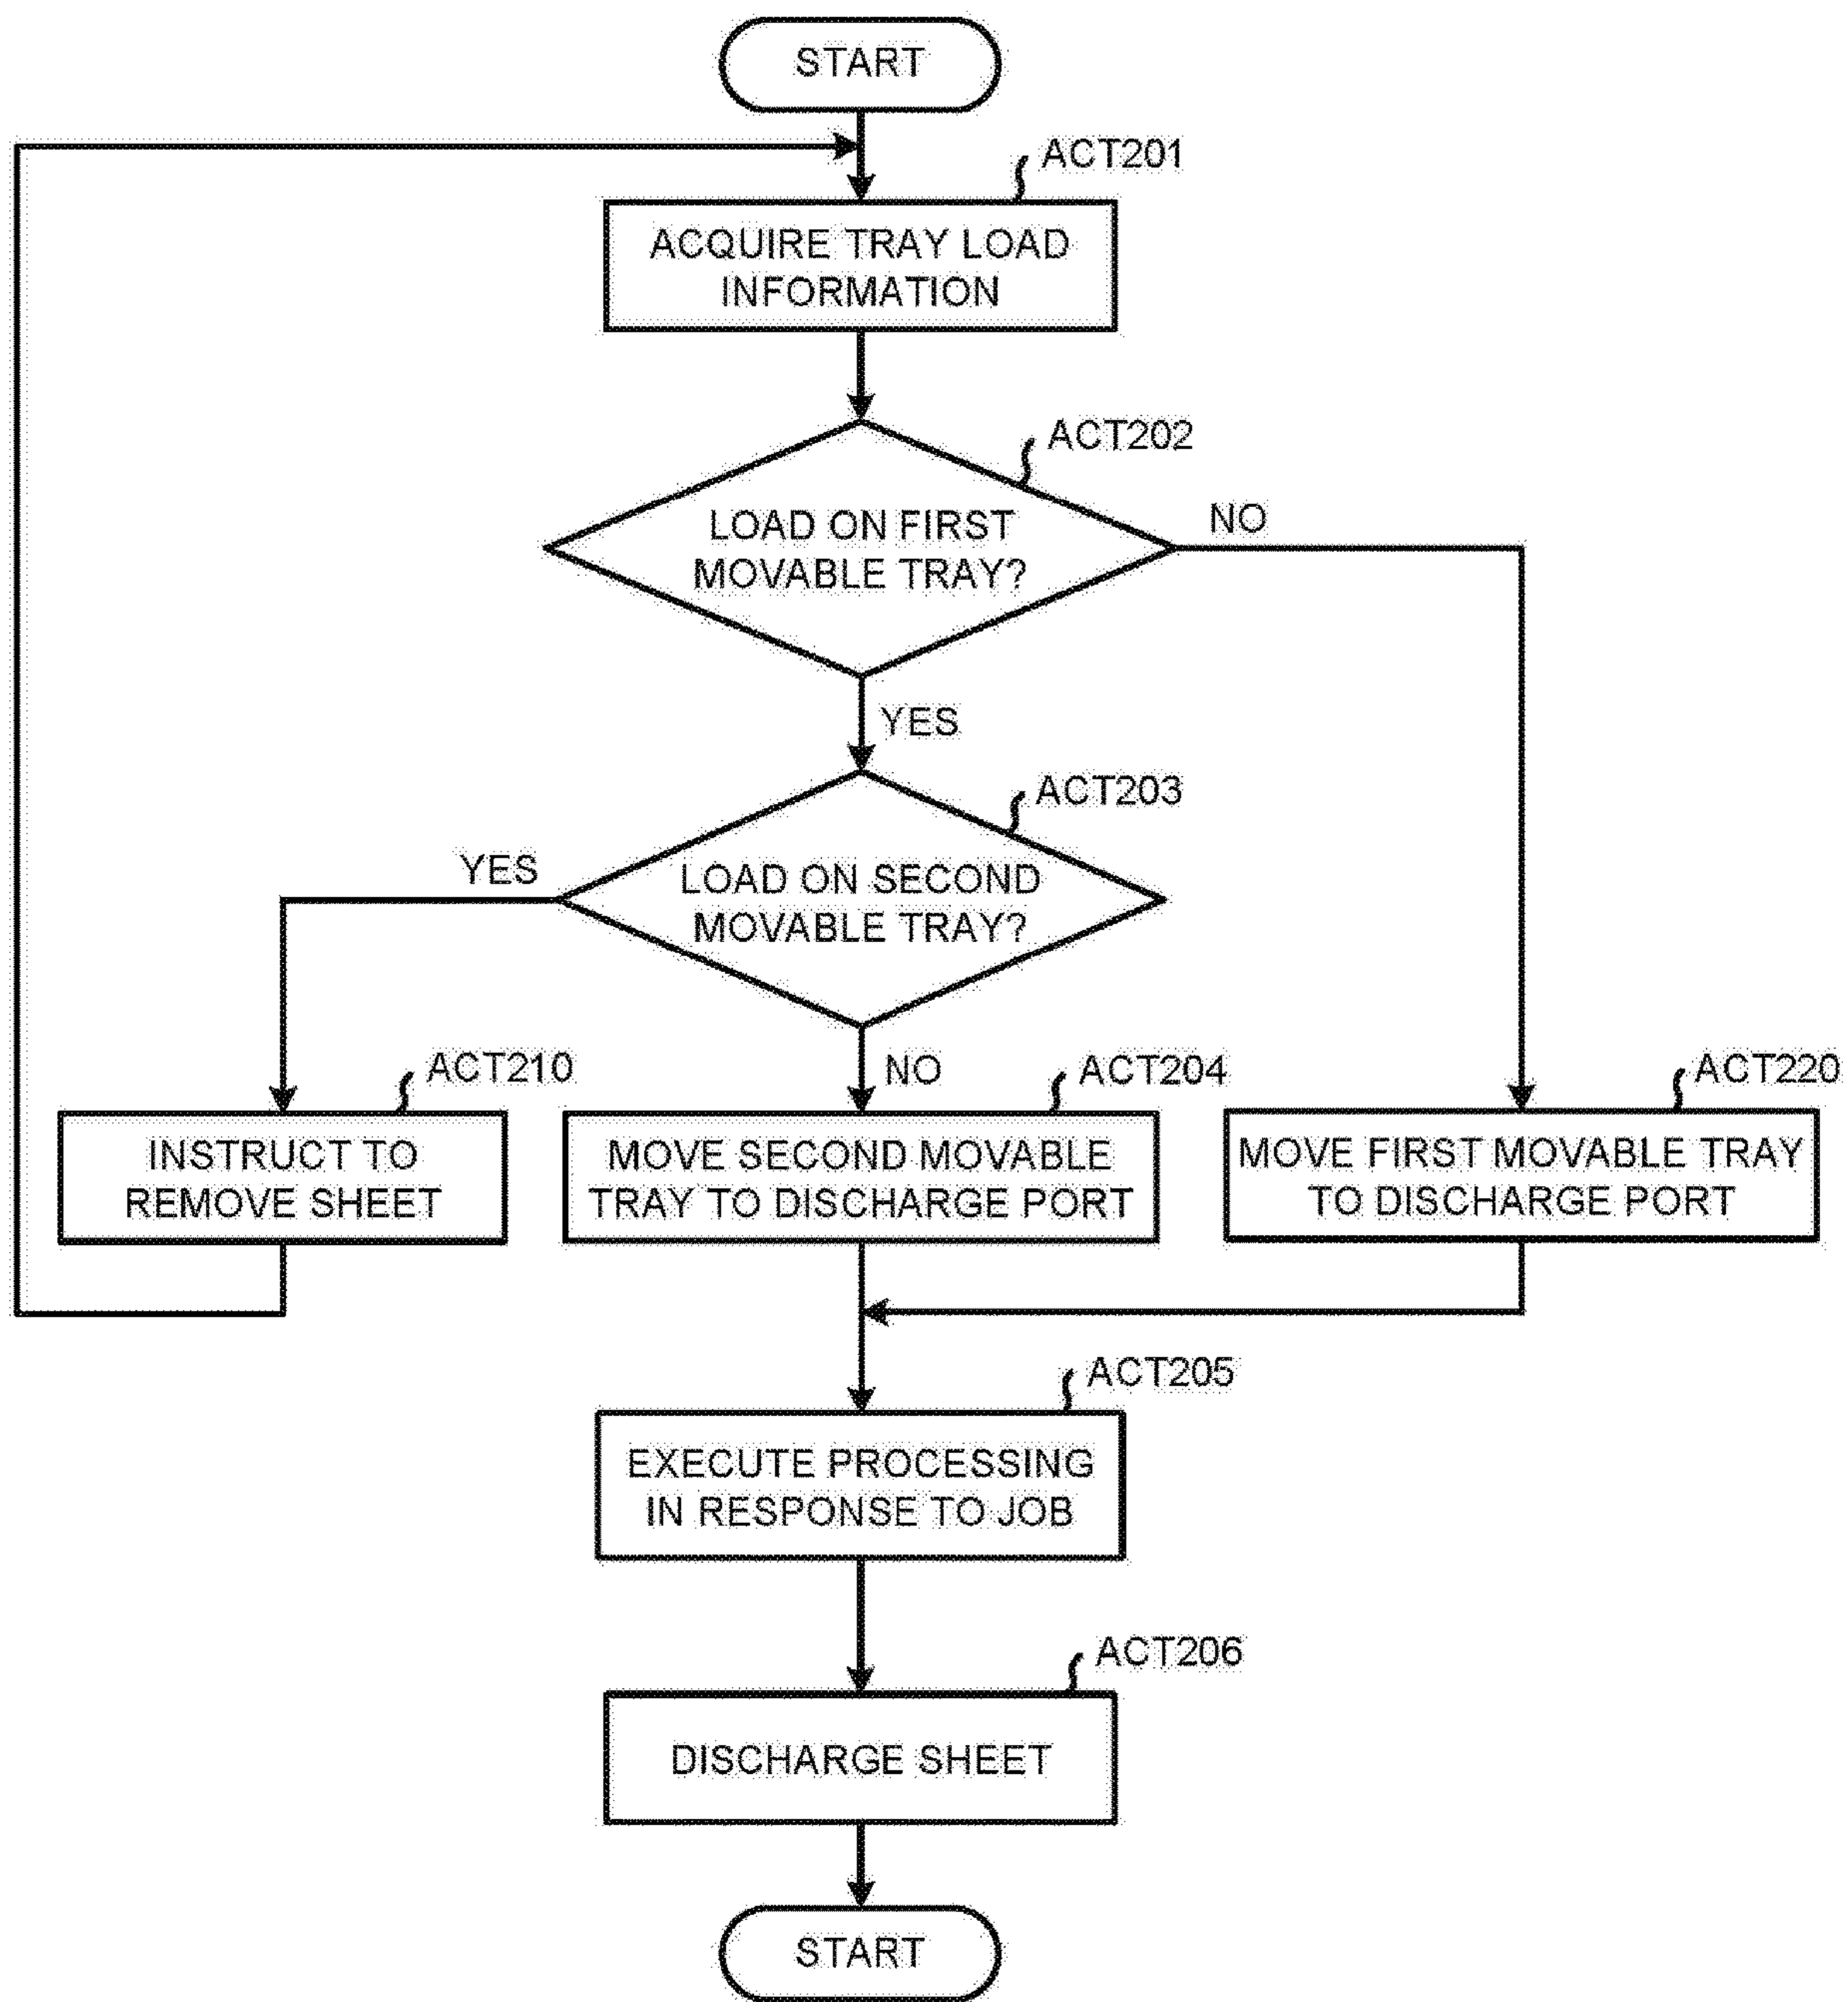 START
ACT201
ACQUIRE TRAY LOAD
INFORMATION
ACT202
LOAD ON FIRST
MOVABLE TRAY?
NO
YES
ACT203
YES
LOAD ON SECOND
MOVABLE TRAY?
NO
ACT210
ACT204
ACT220
INSTRUCT TO
REMOVE SHEET
MOVE SECOND MOVABLE
TRAY TO DISCHARGE PORT
MOVE FIRST MOVABLE TRAY
TO DISCHARGE PORT
ACT205
EXECUTE PROCESSING
IN RESPONSE TO JOB
ACT206
DISCHARGE SHEET
START